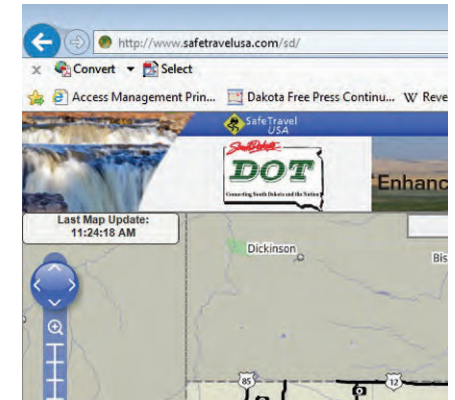 http://www.safetravelusa.com/sd/
x Convert Select
Access Management Prin... Dakota Free Press Continu... W Reve
SafeTravel
USA
South Dakota
DOT
Connecting South Dakota and the Nation
Enhanc
Last Map Update:
11:24:18 AM
Dickinson
Bis
85
12